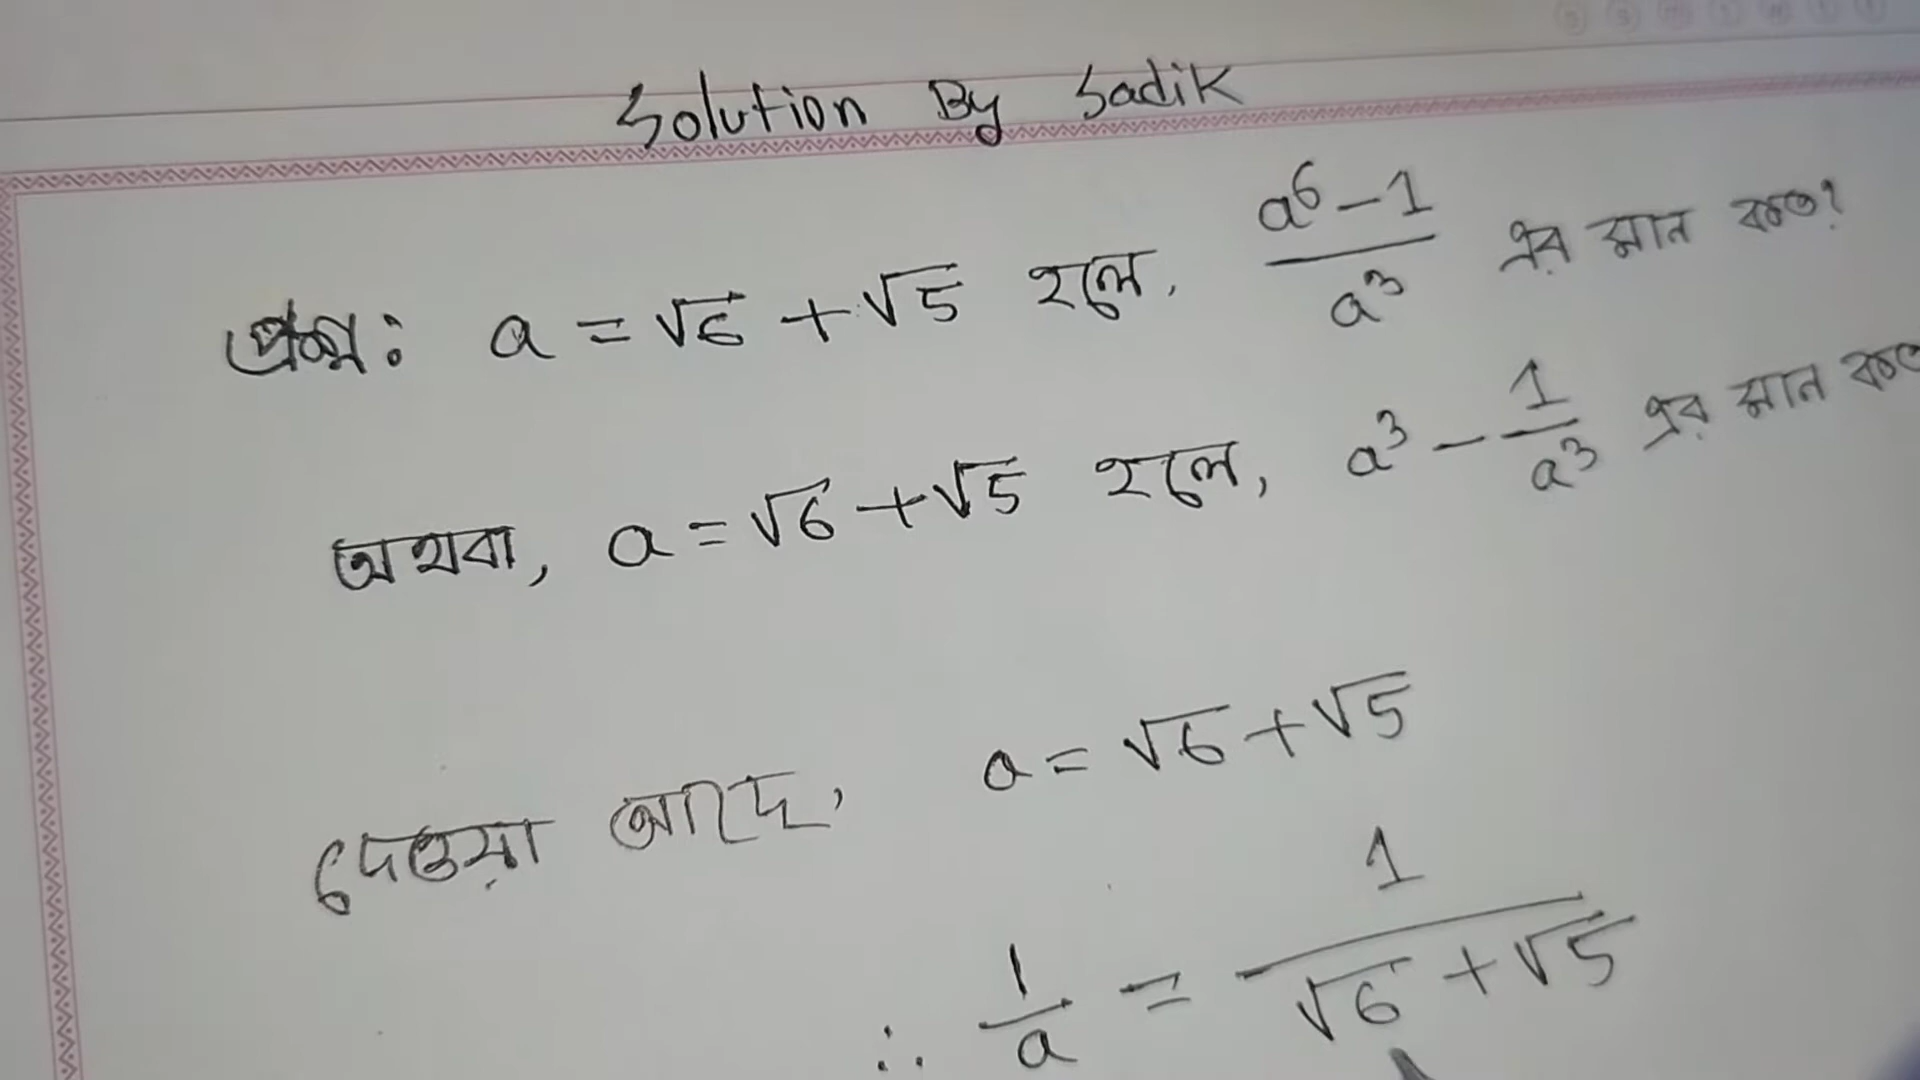 Solution By Sadik
প্রশ্ন: a = √6 + √5 হলে, (a⁶ - 1)/a³ এর মান কত?
অথবা, a = √6 + √5 হলে, a³ - 1/a³ এর মান কত
দেওয়া আছে, a = √6 + √5
∴ 1/a = 1/(√6 + √5)